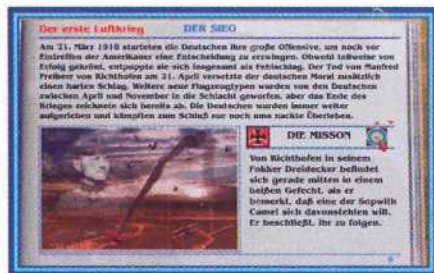 Der erste Luftkrieg DER SIEG
Am 21. März 1918 starteten die Deutschen ihre große Offensive, um noch vor
Eintreffen der Amerikaner eine Entscheidung zu erzwingen. Obwohl teilweise von
Erfolg gekrönt, entpuppte sie sich insgesamt als Fehlschlag. Der Tod von Manfred
Freiherr von Richthofen am 21. April versetzte der deutschen Moral zusätzlich
einen harten Schlag. Weitere neue Flugzeugtypen wurden von den Deutschen
zwischen April und November in die Schlacht geworfen, aber das Ende des
Krieges zeichnete sich bereits ab. Die Deutschen wurden immer weiter
aufgerieben und kämpften zum Schluß nur noch ums nackte Überleben.
DIE MISSON
Von Richthofen in seinem
Fokker Dreidecker befindet
sich gerade mitten in einem
heißen Gefecht, als er
bemerkt, daß eine der Sopwith
Camel sich davonstehlen will.
Er beschließt, ihr zu folgen.